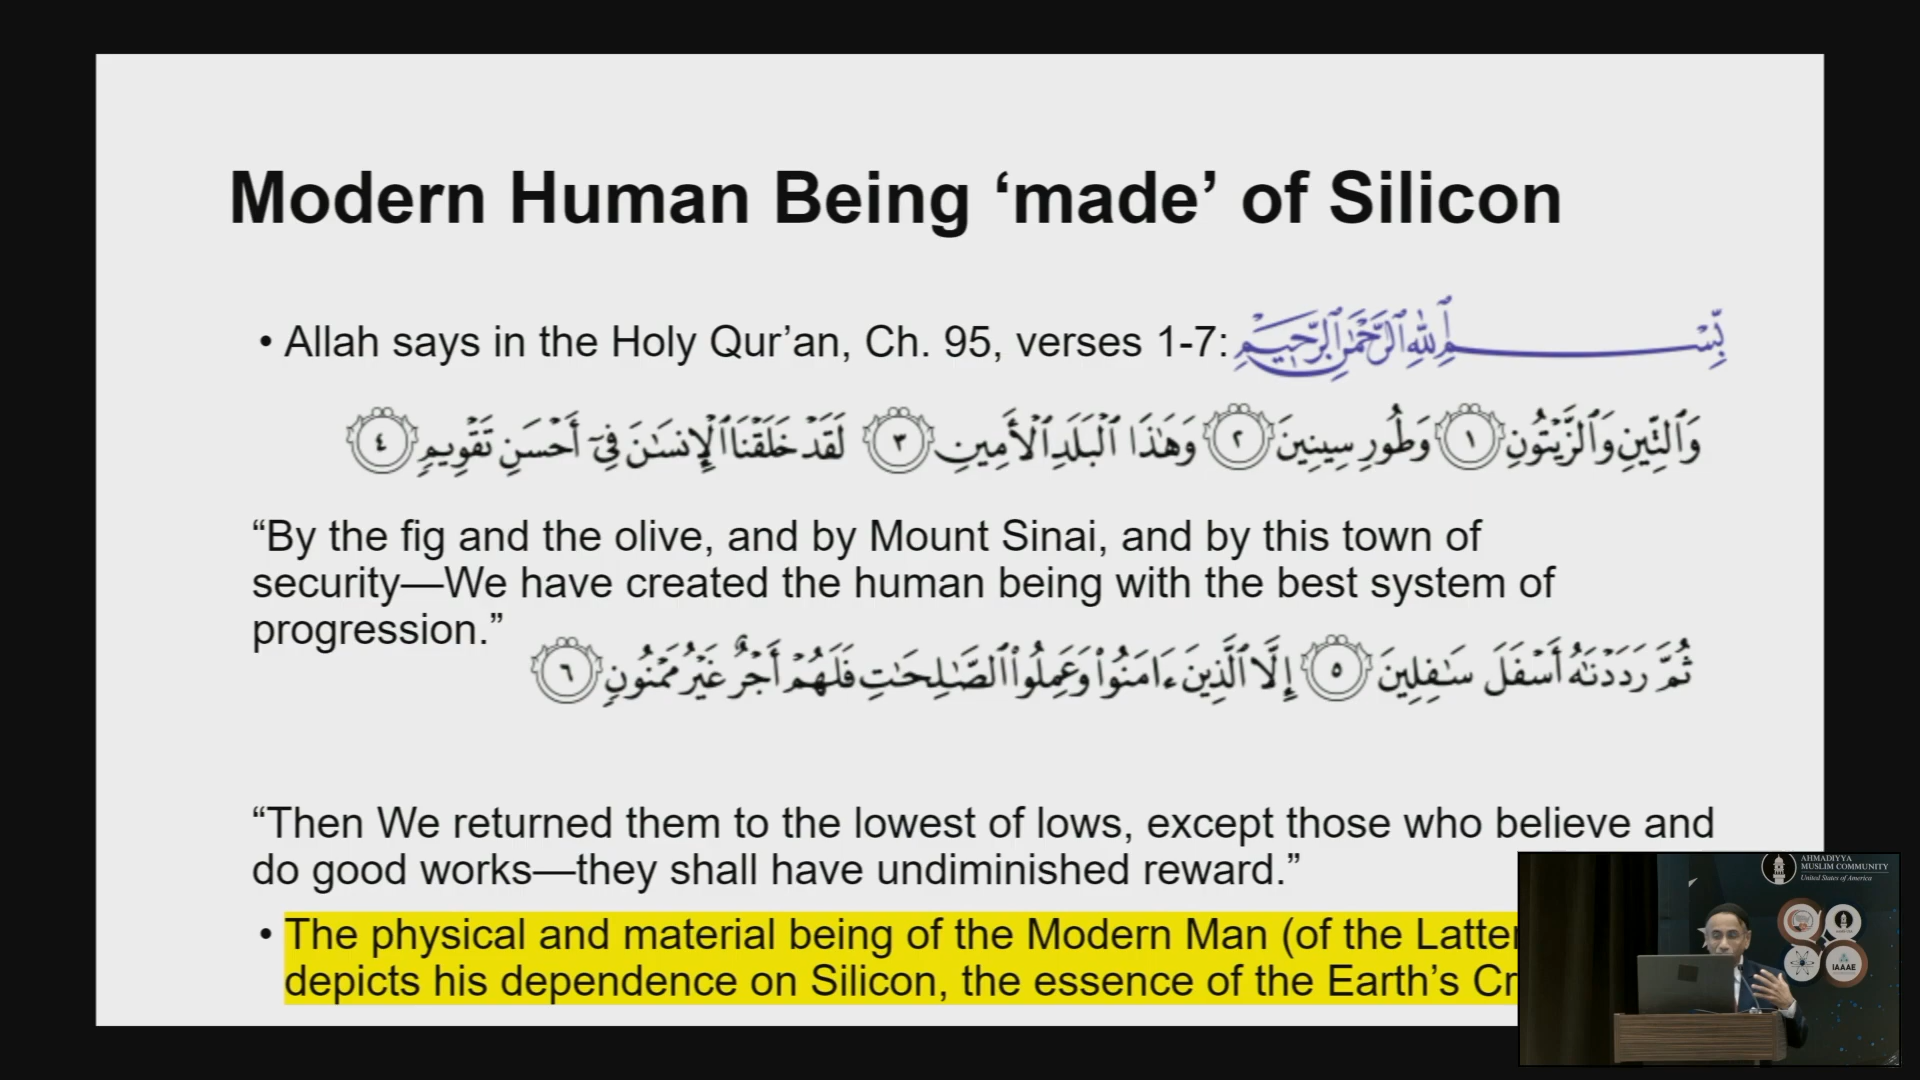 Modern Human Being ‘made’ of Silicon
• Allah says in the Holy Qur’an, Ch. 95, verses 1-7: بِّسۡمِ ٱللَّهِ ٱلرَّحۡمَٰنِ ٱلرَّحِيمِ
وَٱلتِّينِ وَٱلزَّيۡتُونِ ١ وَطُورِ سِينِينَ ٢ وَهَٰذَا ٱلۡبَلَدِ ٱلۡأَمِينِ ٣ لَقَدۡ خَلَقۡنَا ٱلۡإِنسَٰنَ فِيٓ أَحۡسَنِ تَقۡوِيمٖ ٤
“By the fig and the olive, and by Mount Sinai, and by this town of
security—We have created the human being with the best system of
progression.”
ثُمَّ رَدَدۡنَٰهُ أَسۡفَلَ سَٰفِلِينَ ٥ إِلَّا ٱلَّذِينَ ءَامَنُواْ وَعَمِلُواْ ٱلصَّٰلِحَٰتِ فَلَهُمۡ أَجۡرٌ غَيۡرُ مَمۡنُونٖ ٦
“Then We returned them to the lowest of lows, except those who believe and
do good works—they shall have undiminished reward.”
• The physical and material being of the Modern Man (of the Latter
depicts his dependence on Silicon, the essence of the Earth’s Cr
AHMADIYYA
MUSLIM COMMUNITY
United States of America
IAAAE